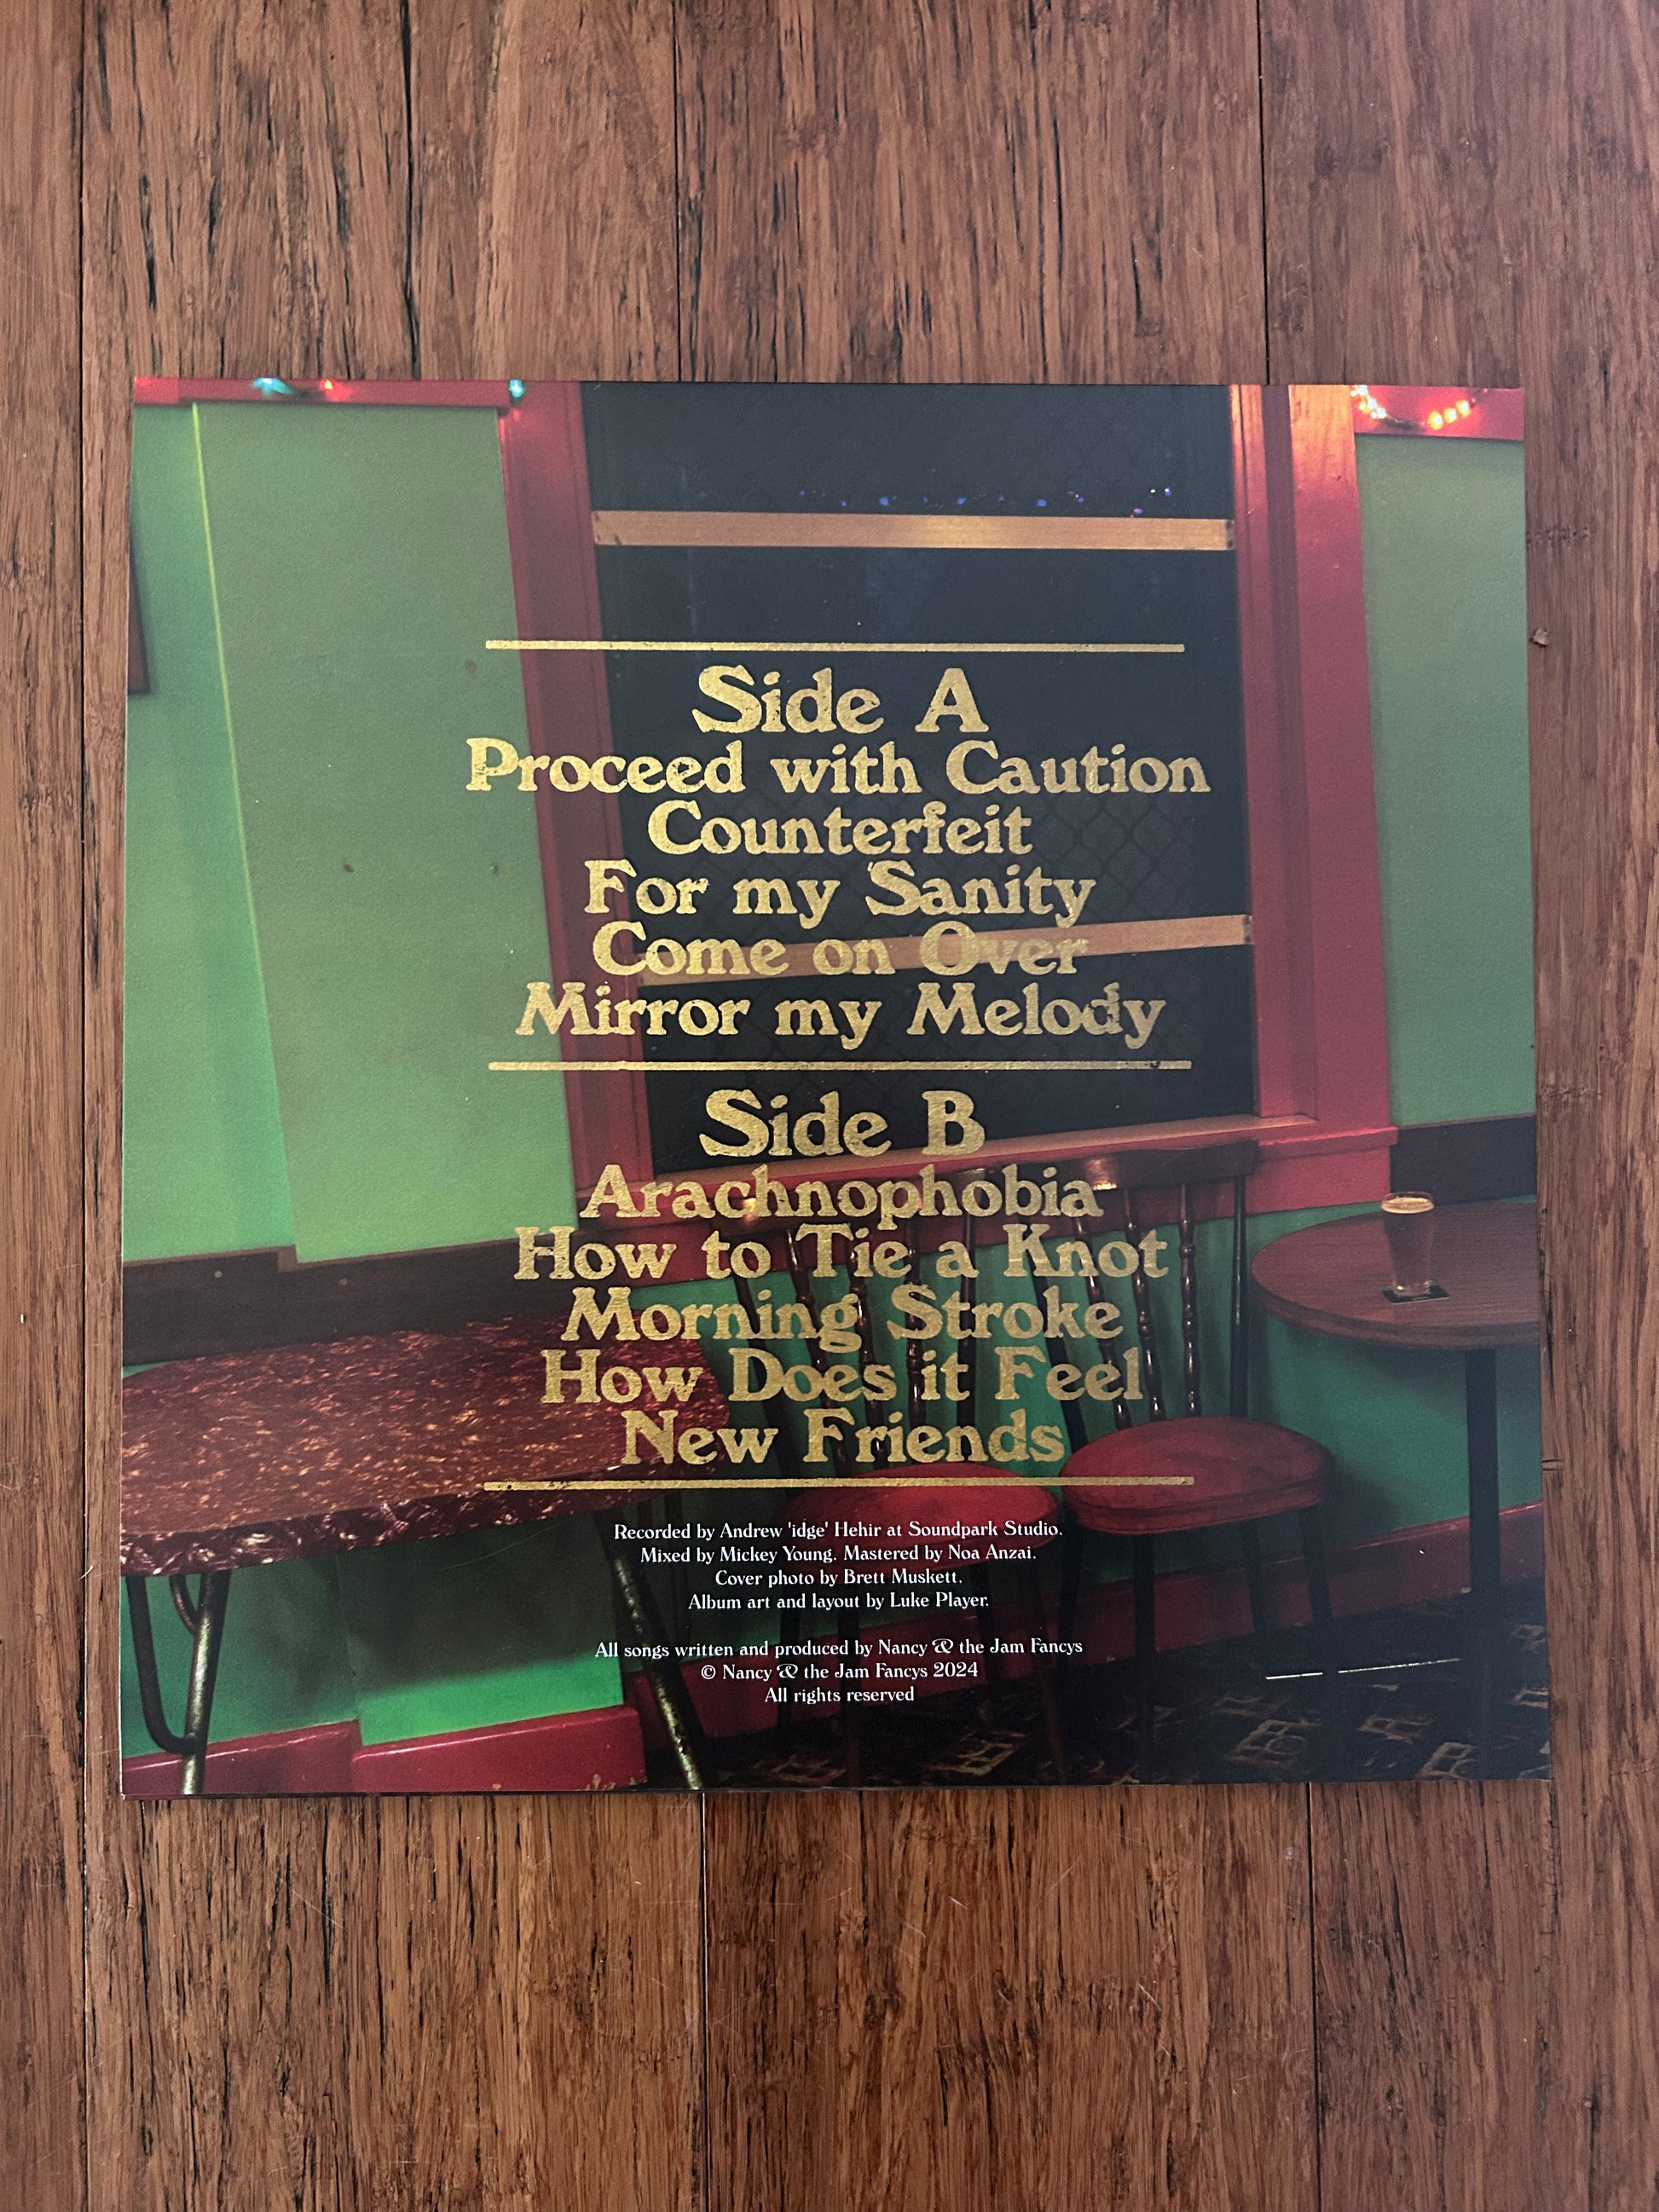 Side A
Proceed with Caution
Counterfeit
For my Sanity
Come on Over
Mirror my Melody
Side B
Arachnophobia
How to Tie a Knot
Morning Stroke
How Does it Feel
New Friends
Recorded by Andrew 'idge' Hehir at Soundpark Studio.
Mixed by Mickey Young. Mastered by Noa Anzai.
Cover photo by Brett Muskett.
Album art and layout by Luke Player.
All songs written and produced by Nancy & the Jam Fancys
© Nancy & the Jam Fancys 2024
All rights reserved